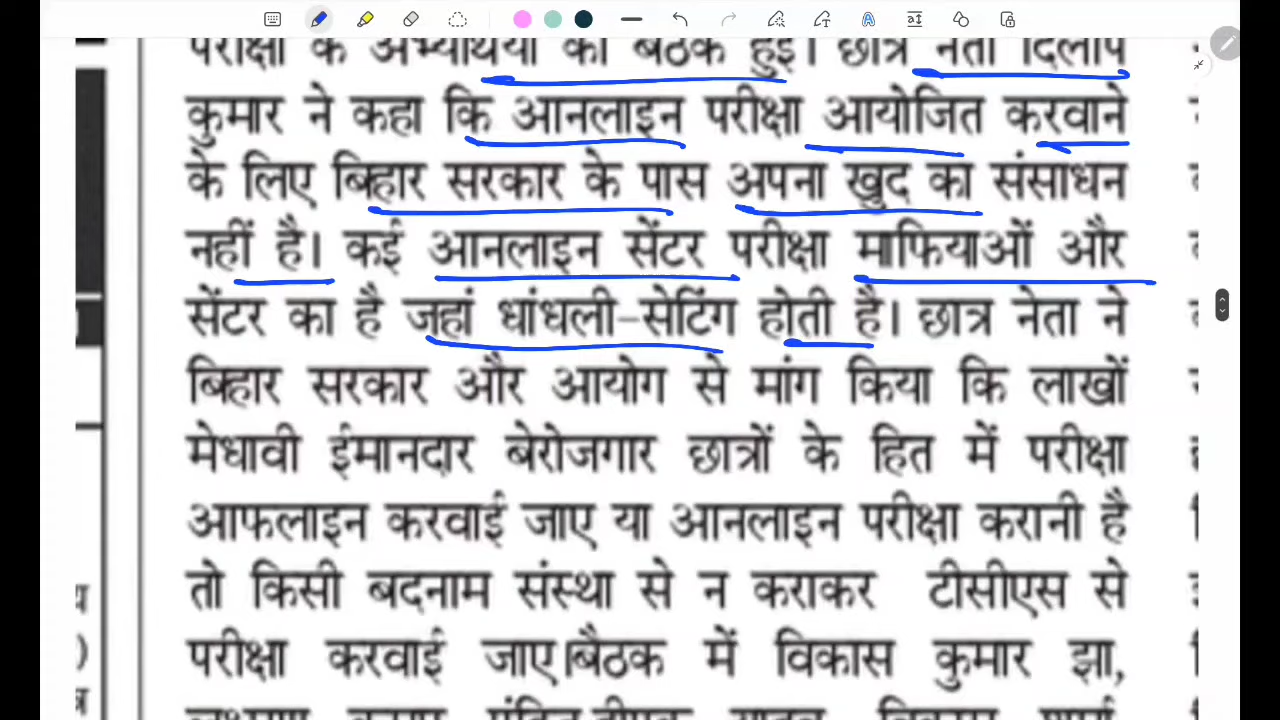 परीक्षा के अभ्यर्थियों की बैठक हुई। छात्र नेता दिलीप
कुमार ने कहा कि आनलाइन परीक्षा आयोजित करवाने
के लिए बिहार सरकार के पास अपना खुद का संसाधन
नहीं है। कई आनलाइन सेंटर परीक्षा माफियाओं और
सेंटर का है जहां धांधली-सेटिंग होती है। छात्र नेता ने
बिहार सरकार और आयोग से मांग किया कि लाखों
मेधावी ईमानदार बेरोजगार छात्रों के हित में परीक्षा
आफलाइन करवाई जाए या आनलाइन परीक्षा करानी है
तो किसी बदनाम संस्था से न कराकर टीसीएस से
परीक्षा करवाई जाए।बैठक में विकास कुमार झा,